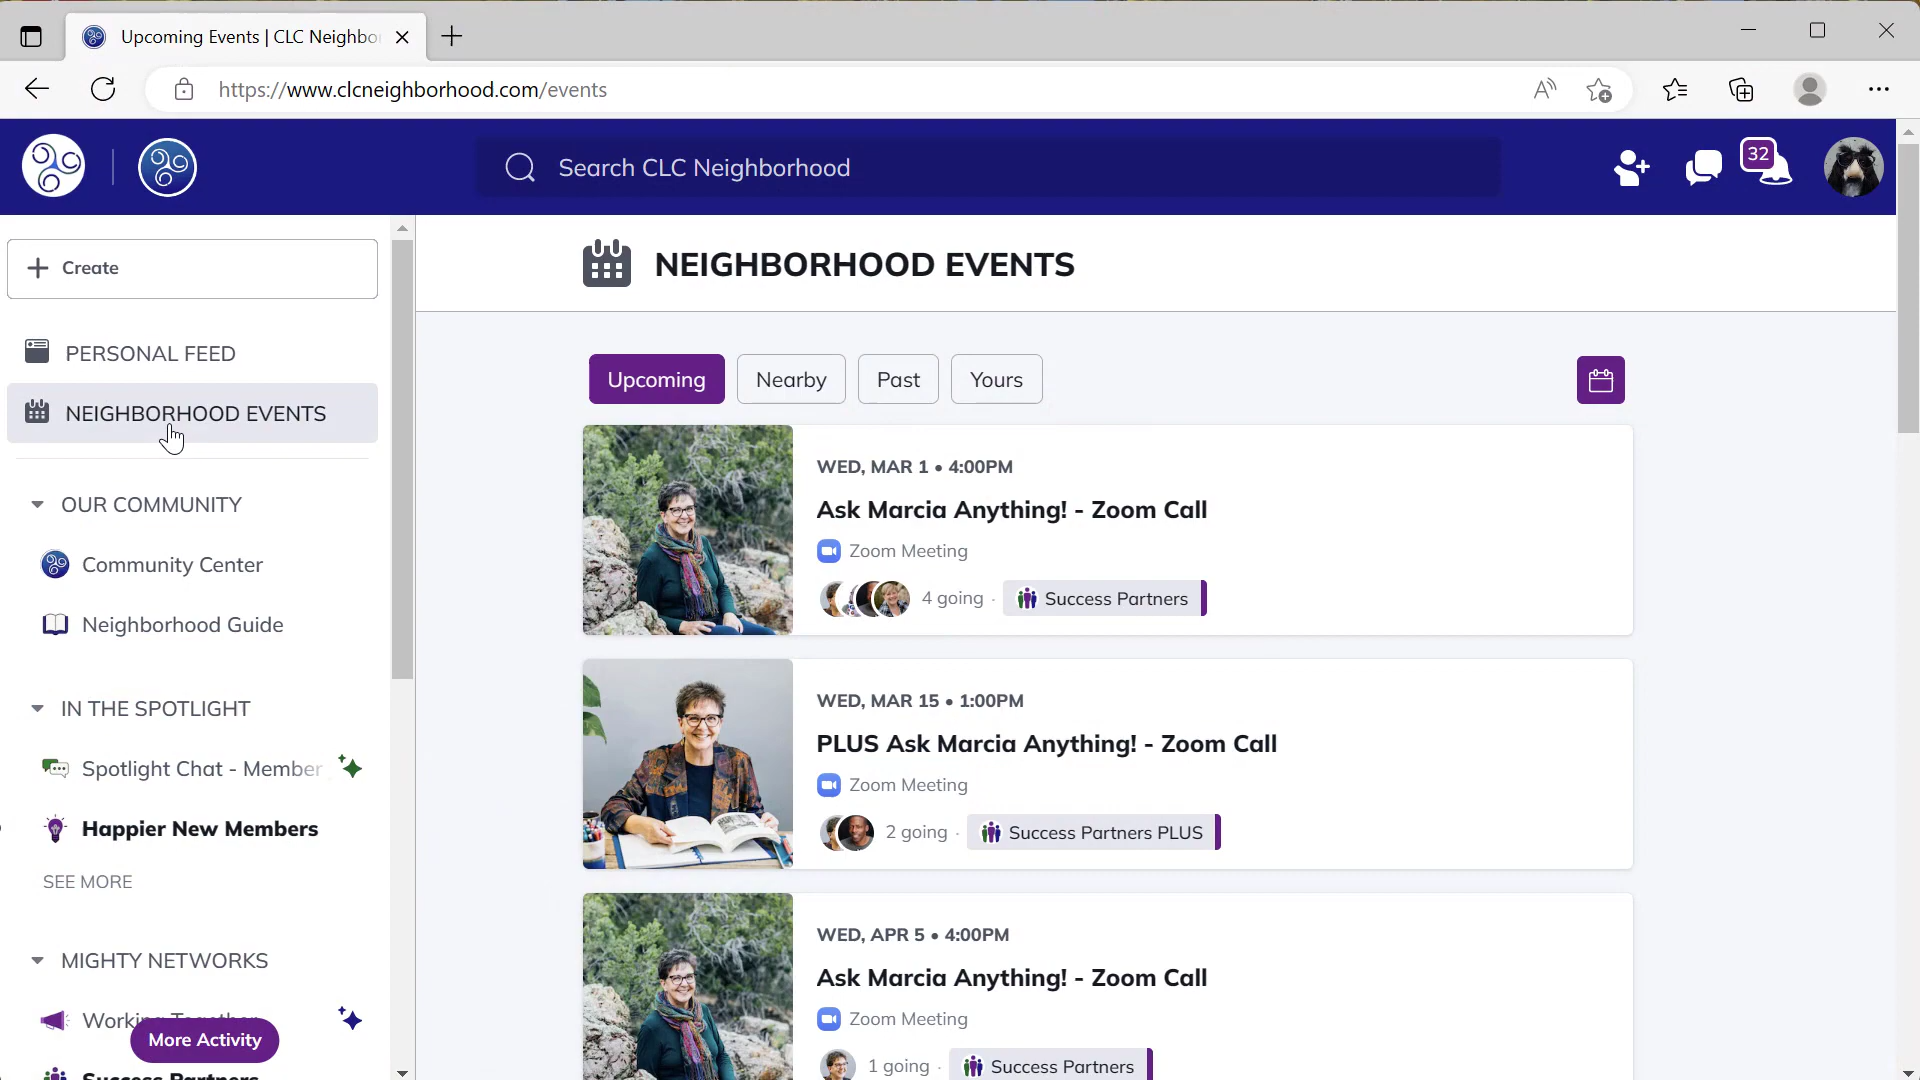 Upcoming Events | CLC Neighbo
https://www.clcneighborhood.com/events
Search CLC Neighborhood
32
Create
PERSONAL FEED
NEIGHBORHOOD EVENTS
OUR COMMUNITY
Community Center
Neighborhood Guide
IN THE SPOTLIGHT
Spotlight Chat - Member
Happier New Members
SEE MORE
MIGHTY NETWORKS
Working Together
More Activity
Success Partners
NEIGHBORHOOD EVENTS
Upcoming
Nearby
Past
Yours
WED, MAR 1 • 4:00PM
Ask Marcia Anything! - Zoom Call
Zoom Meeting
4 going · Success Partners
WED, MAR 15 • 1:00PM
PLUS Ask Marcia Anything! - Zoom Call
Zoom Meeting
2 going · Success Partners PLUS
WED, APR 5 • 4:00PM
Ask Marcia Anything! - Zoom Call
Zoom Meeting
1 going · Success Partners